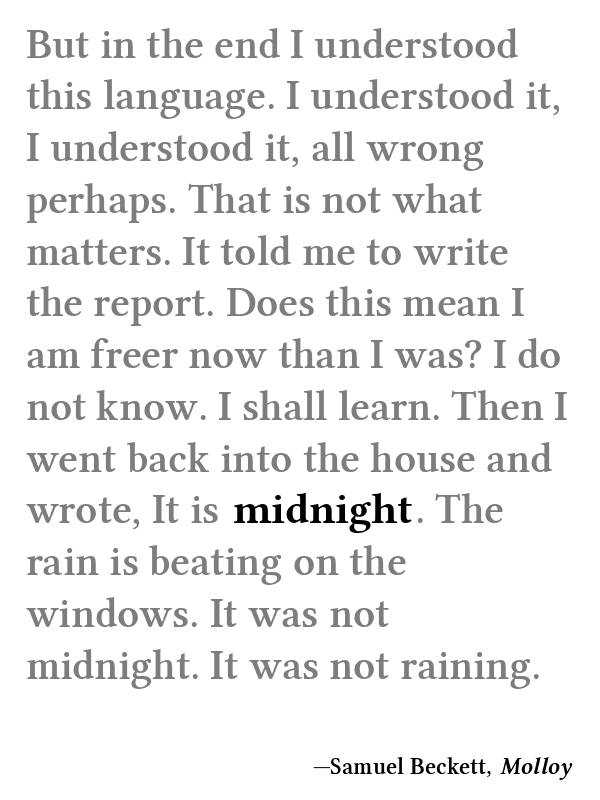 But in the end I understood
this language. I understood it,
I understood it, all wrong
perhaps. That is not what
matters. It told me to write
the report. Does this mean I
am freer now than I was? I do
not know. I shall learn. Then I
went back into the house and
wrote, It is midnight. The
rain is beating on the
windows. It was not
midnight. It was not raining.
—Samuel Beckett, Molloy